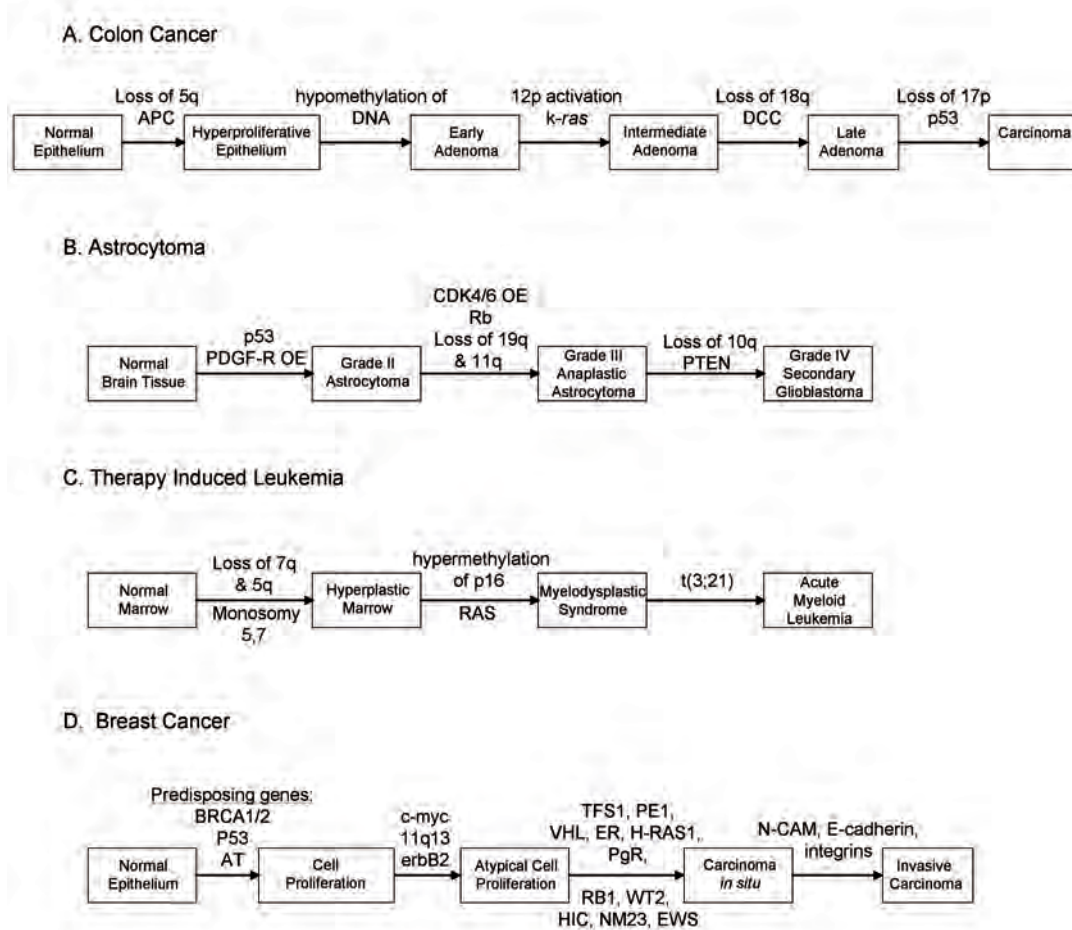 A. Colon Cancer
Loss of 5q
APC
hypomethylation of
DNA
12p activation
k-ras
Loss of 18q
DCC
Loss of 17p
p53
Normal
Epithelium
Hyperproliferative
Epithelium
Early
Adenoma
Intermediate
Adenoma
Late
Adenoma
Carcinoma
B. Astrocytoma
p53
PDGF-R OE
CDK4/6 OE
Rb
Loss of 19q
& 11q
Loss of 10q
PTEN
Normal
Brain Tissue
Grade II
Astrocytoma
Grade III
Anaplastic
Astrocytoma
Grade IV
Secondary
Glioblastoma
C. Therapy Induced Leukemia
Loss of 7q
& 5q
Monosomy
5,7
hypermethylation
of p16
RAS
t(3;21)
Normal
Marrow
Hyperplastic
Marrow
Myelodysplastic
Syndrome
Acute
Myeloid
Leukemia
D. Breast Cancer
Predisposing genes:
BRCA1/2
P53
AT
c-myc
11q13
erbB2
TFS1, PE1,
VHL, ER, H-RAS1,
PgR,
RB1, WT2,
HIC, NM23, EWS
N-CAM, E-cadherin,
integrins
Normal
Epithelium
Cell
Proliferation
Atypical Cell
Proliferation
Carcinoma
in situ
Invasive
Carcinoma